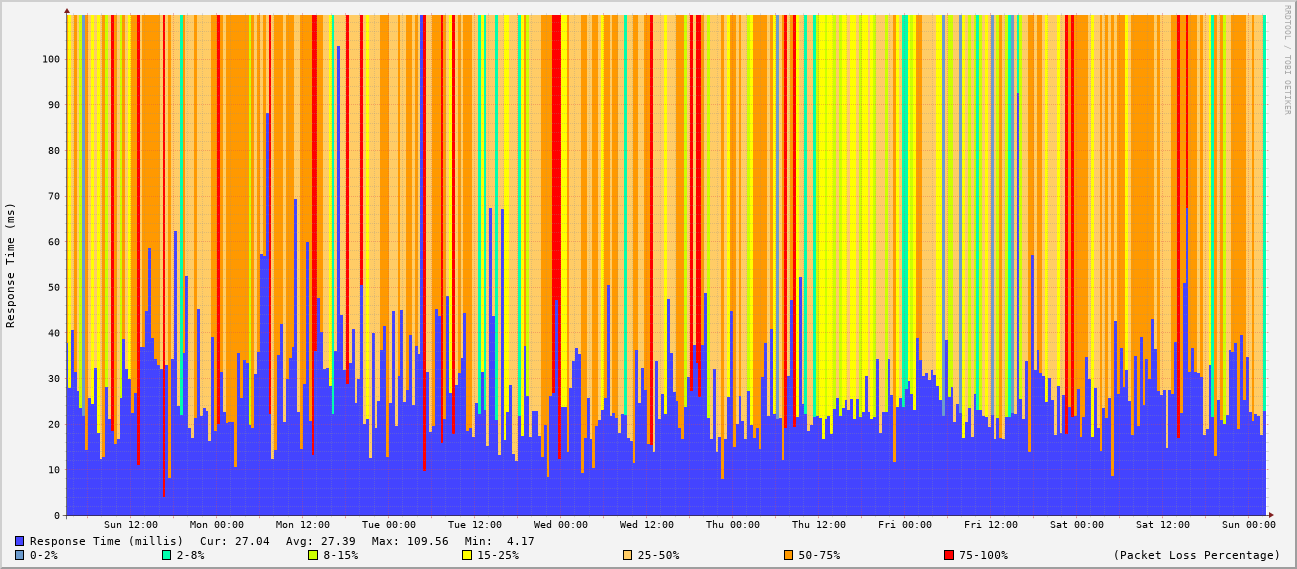 RRDTOOL / TOBI OETIKER
Response Time (ms)
100
90
80
70
60
50
40
30
20
10
0
Sun 12:00 Mon 00:00 Mon 12:00 Tue 00:00 Tue 12:00 Wed 00:00 Wed 12:00 Thu 00:00 Thu 12:00 Fri 00:00 Fri 12:00 Sat 00:00 Sat 12:00 Sun 00:00
Response Time (millis) Cur: 27.04 Avg: 27.39 Max: 109.56 Min: 4.17
0-2% 2-8% 8-15% 15-25% 25-50% 50-75% 75-100% (Packet Loss Percentage)